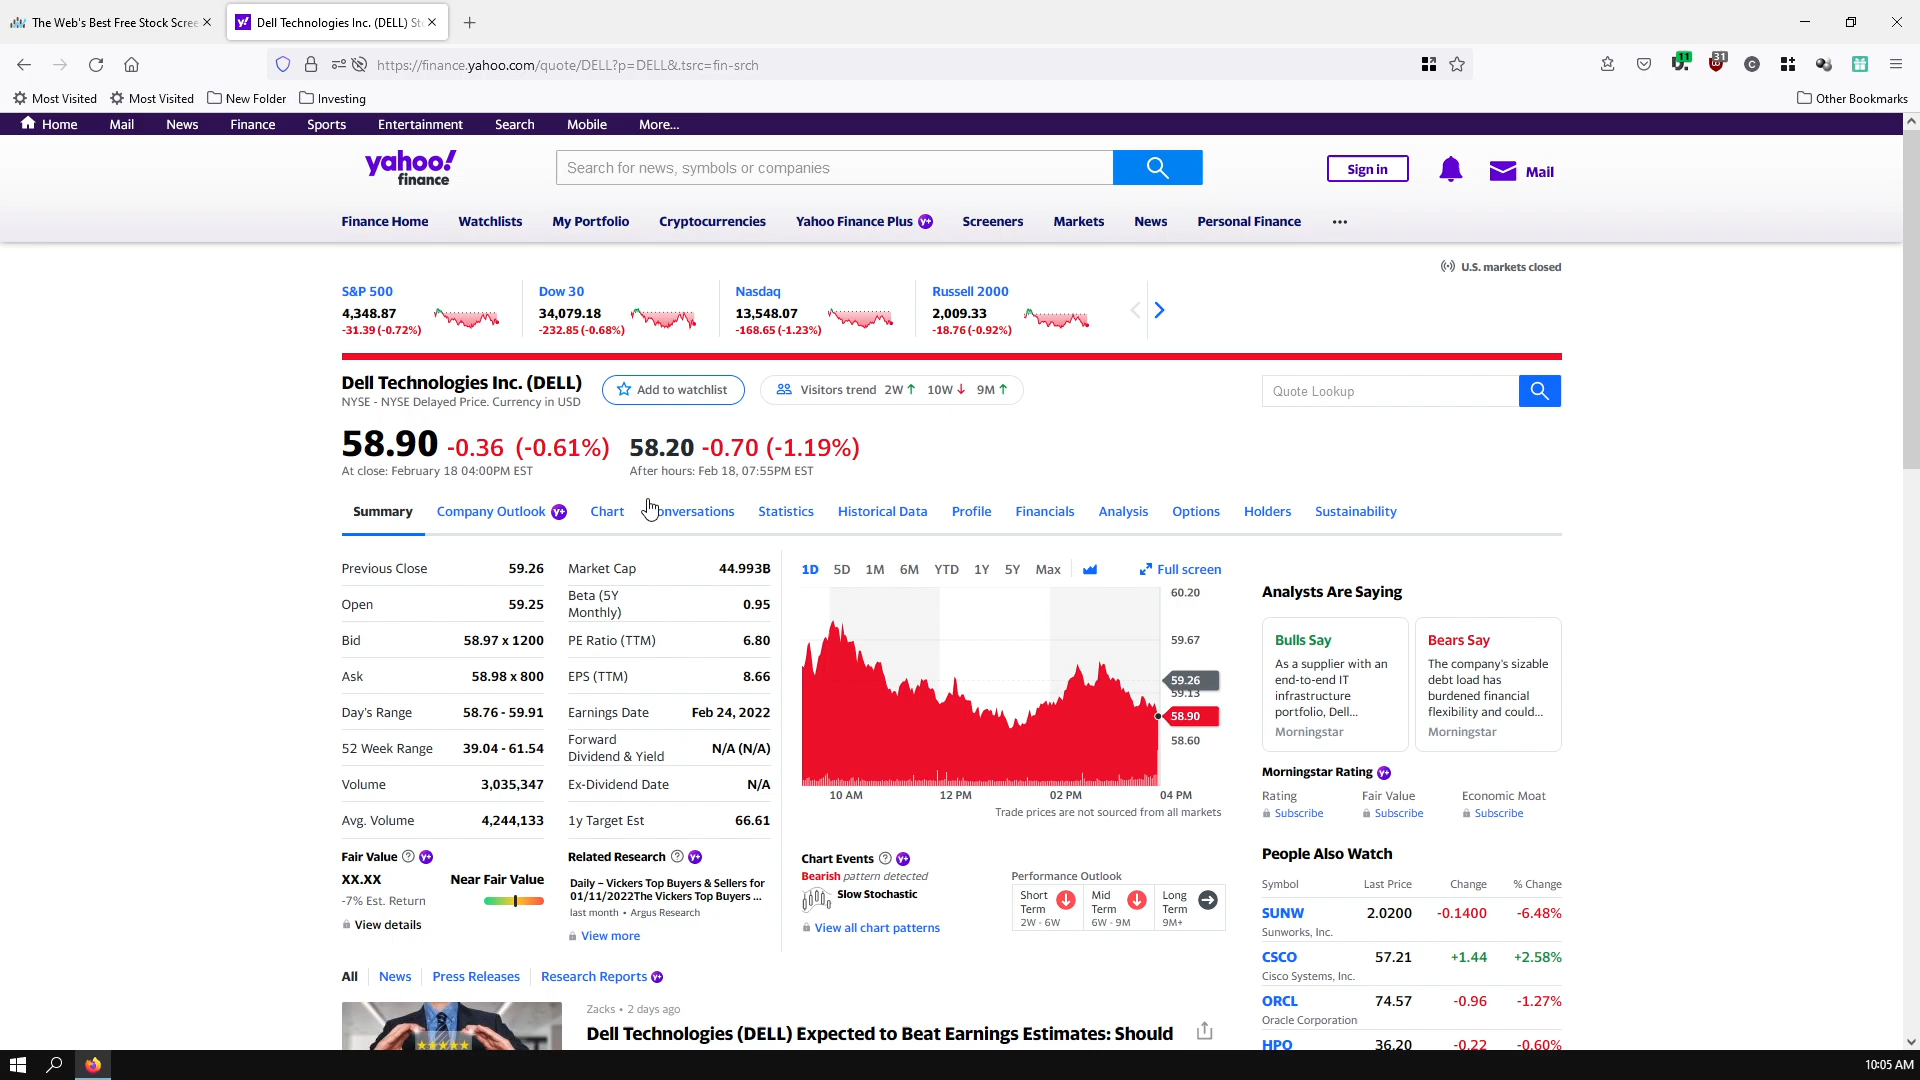 The Web's Best Free Stock Scree
Dell Technologies Inc. (DELL) St
https://finance.yahoo.com/quote/DELL?p=DELL&.tsrc=fin-srch
11
31
Most Visited
Most Visited
New Folder
Investing
Other Bookmarks
Home Mail News Finance Sports Entertainment Search Mobile More...
yahoo!
finance
Search for news, symbols or companies
Sign in
Mail
Finance Home Watchlists My Portfolio Cryptocurrencies Yahoo Finance Plus Y+ Screeners Markets News Personal Finance ...
U.S. markets closed
S&P 500
4,348.87
-31.39 (-0.72%)
Dow 30
34,079.18
-232.85 (-0.68%)
Nasdaq
13,548.07
-168.65 (-1.23%)
Russell 2000
2,009.33
-18.76 (-0.92%)
Dell Technologies Inc. (DELL)
NYSE - NYSE Delayed Price. Currency in USD
Add to watchlist
Visitors trend 2W↑ 10W↓ 9M↑
Quote Lookup
58.90 -0.36 (-0.61%)
At close: February 18 04:00PM EST
58.20 -0.70 (-1.19%)
After hours: Feb 18, 07:55PM EST
Summary Company Outlook Y+ Chart onversations Statistics Historical Data Profile Financials Analysis Options Holders Sustainability
Previous Close 59.26
Open 59.25
Bid 58.97 x 1200
Ask 58.98 x 800
Day's Range 58.76 - 59.91
52 Week Range 39.04 - 61.54
Volume 3,035,347
Avg. Volume 4,244,133
Market Cap 44.993B
Beta (5Y
Monthly) 0.95
PE Ratio (TTM) 6.80
EPS (TTM) 8.66
Earnings Date Feb 24, 2022
Forward
Dividend & Yield N/A (N/A)
Ex-Dividend Date N/A
1y Target Est 66.61
1D 5D 1M 6M YTD 1Y 5Y Max Full screen
60.20
59.67
59.26
59.13
58.90
58.60
10 AM 12 PM 02 PM 04 PM
Trade prices are not sourced from all markets
Fair Value ? Y+
XX.XX Near Fair Value
-7% Est. Return
View details
Related Research ? Y+
Daily – Vickers Top Buyers & Sellers for
01/11/2022The Vickers Top Buyers ...
last month • Argus Research
View more
Chart Events ? Y+
Bearish pattern detected
Slow Stochastic
View all chart patterns
Performance Outlook
Short
Term
2W - 6W
Mid
Term
6W - 9M
Long
Term
9M+
Analysts Are Saying
Bulls Say
As a supplier with an
end-to-end IT
infrastructure
portfolio, Dell...
Morningstar
Bears Say
The company's sizable
debt load has
burdened financial
flexibility and could...
Morningstar
Morningstar Rating Y+
Rating Fair Value Economic Moat
Subscribe Subscribe Subscribe
People Also Watch
Symbol Last Price Change % Change
SUNW 2.0200 -0.1400 -6.48%
Sunworks, Inc.
CSCO 57.21 +1.44 +2.58%
Cisco Systems, Inc.
ORCL 74.57 -0.96 -1.27%
Oracle Corporation
HPQ 36.20 -0.22 -0.60%
All News Press Releases Research Reports Y+
Zacks • 2 days ago
Dell Technologies (DELL) Expected to Beat Earnings Estimates: Should
10:05 AM